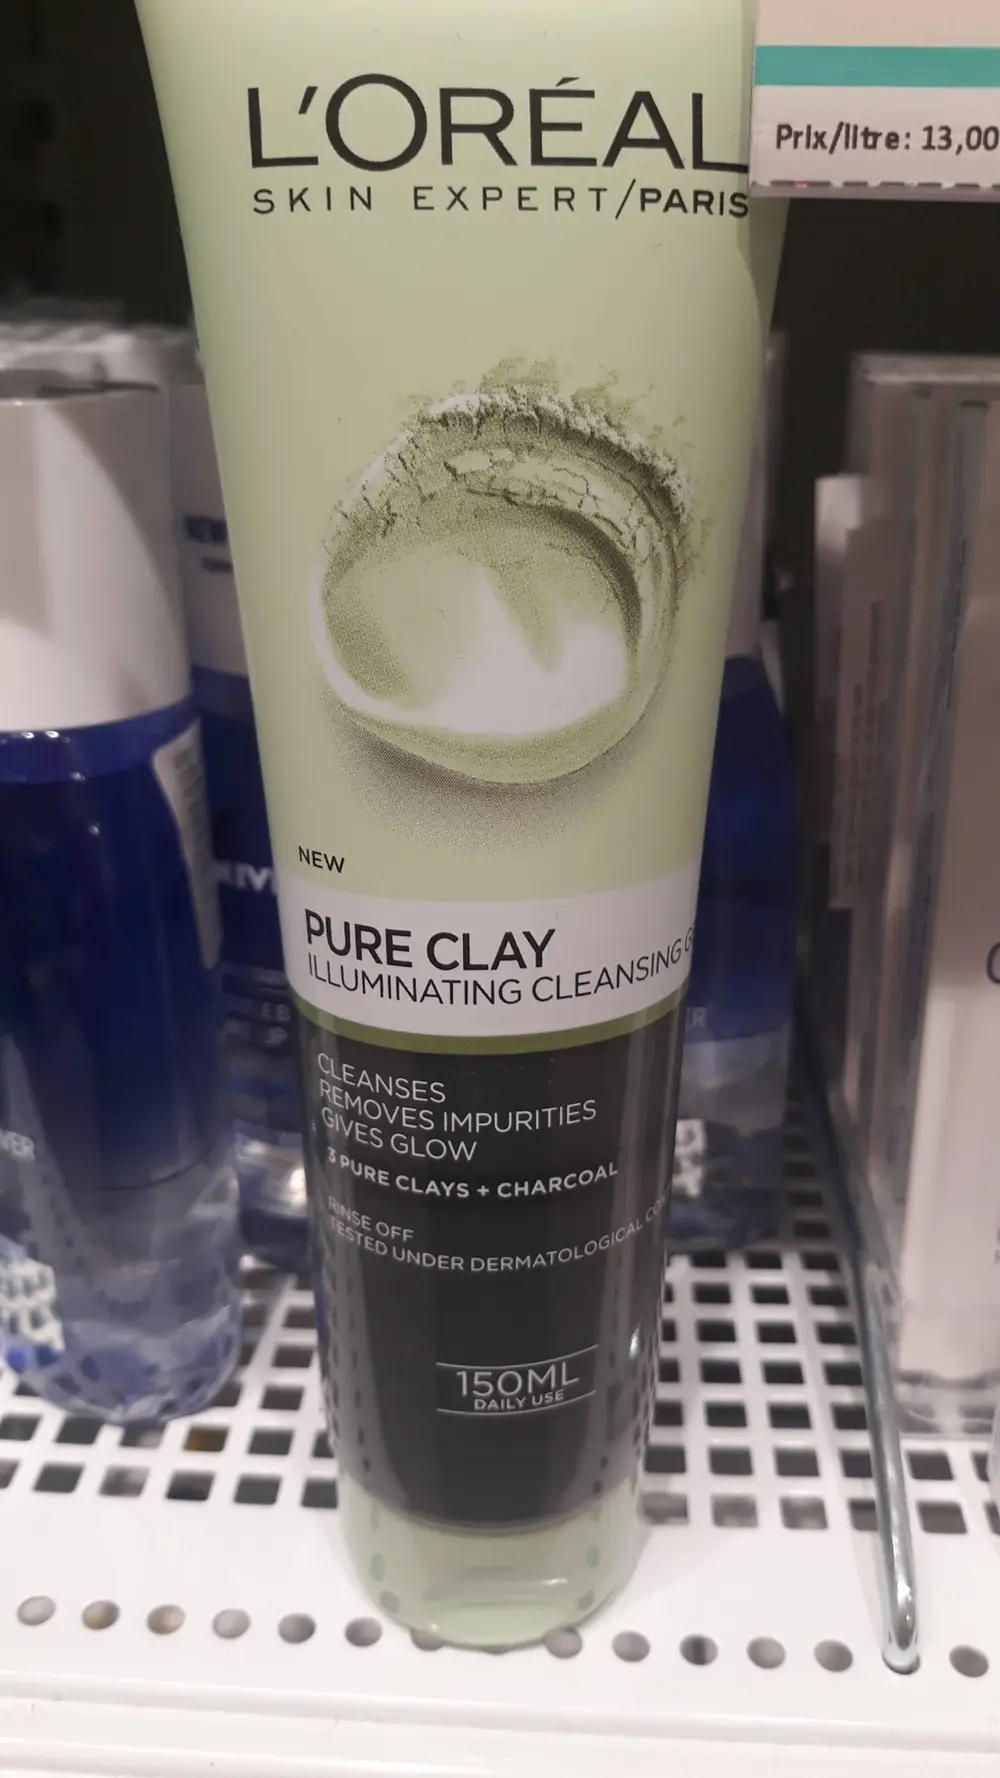 L'ORÉAL
SKIN EXPERT/PARIS
Prix/litre: 13,00
NEW
PURE CLAY
ILLUMINATING CLEANSING
CLEANSES
REMOVES IMPURITIES
GIVES GLOW
3 PURE CLAYS + CHARCOAL
RINSE OFF
TESTED UNDER DERMATOLOGICAL
150ML
DAILY USE